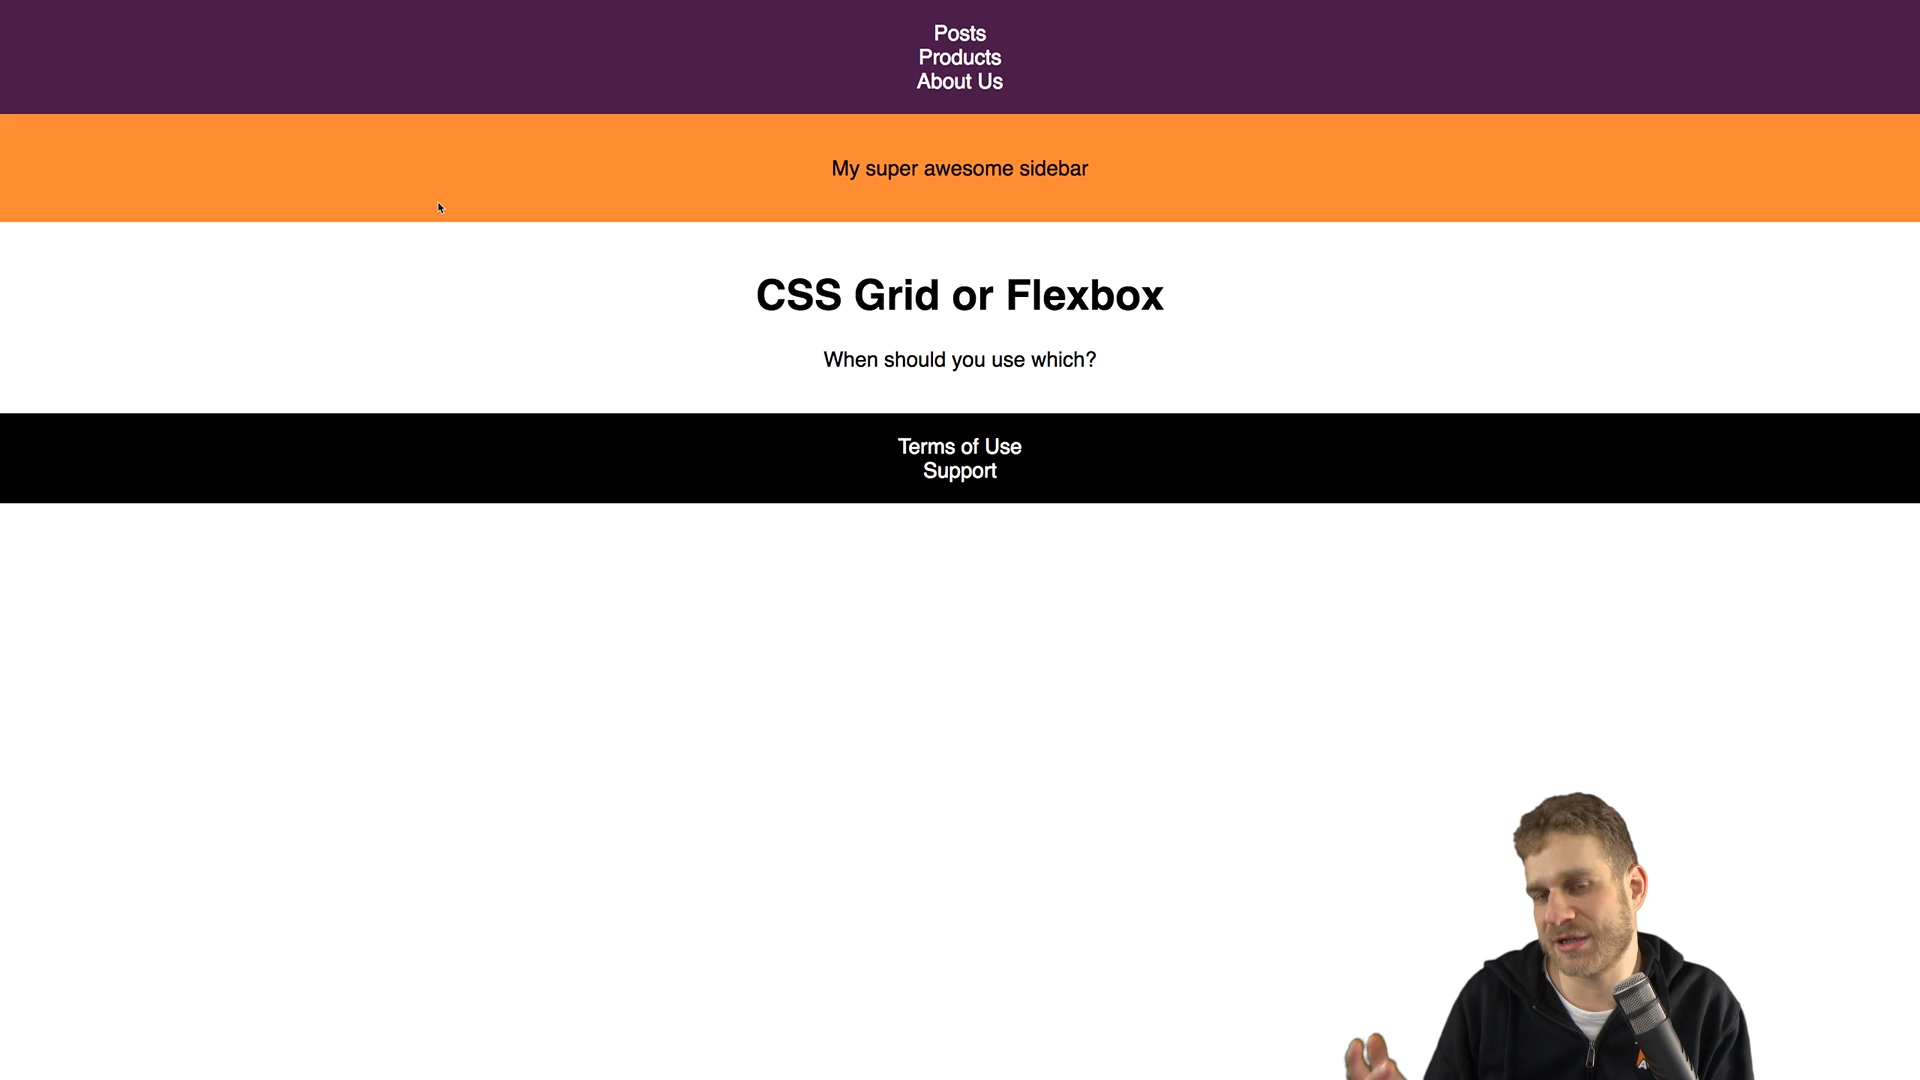 Posts
Products
About Us
My super awesome sidebar
CSS Grid or Flexbox
When should you use which?
Terms of Use
Support